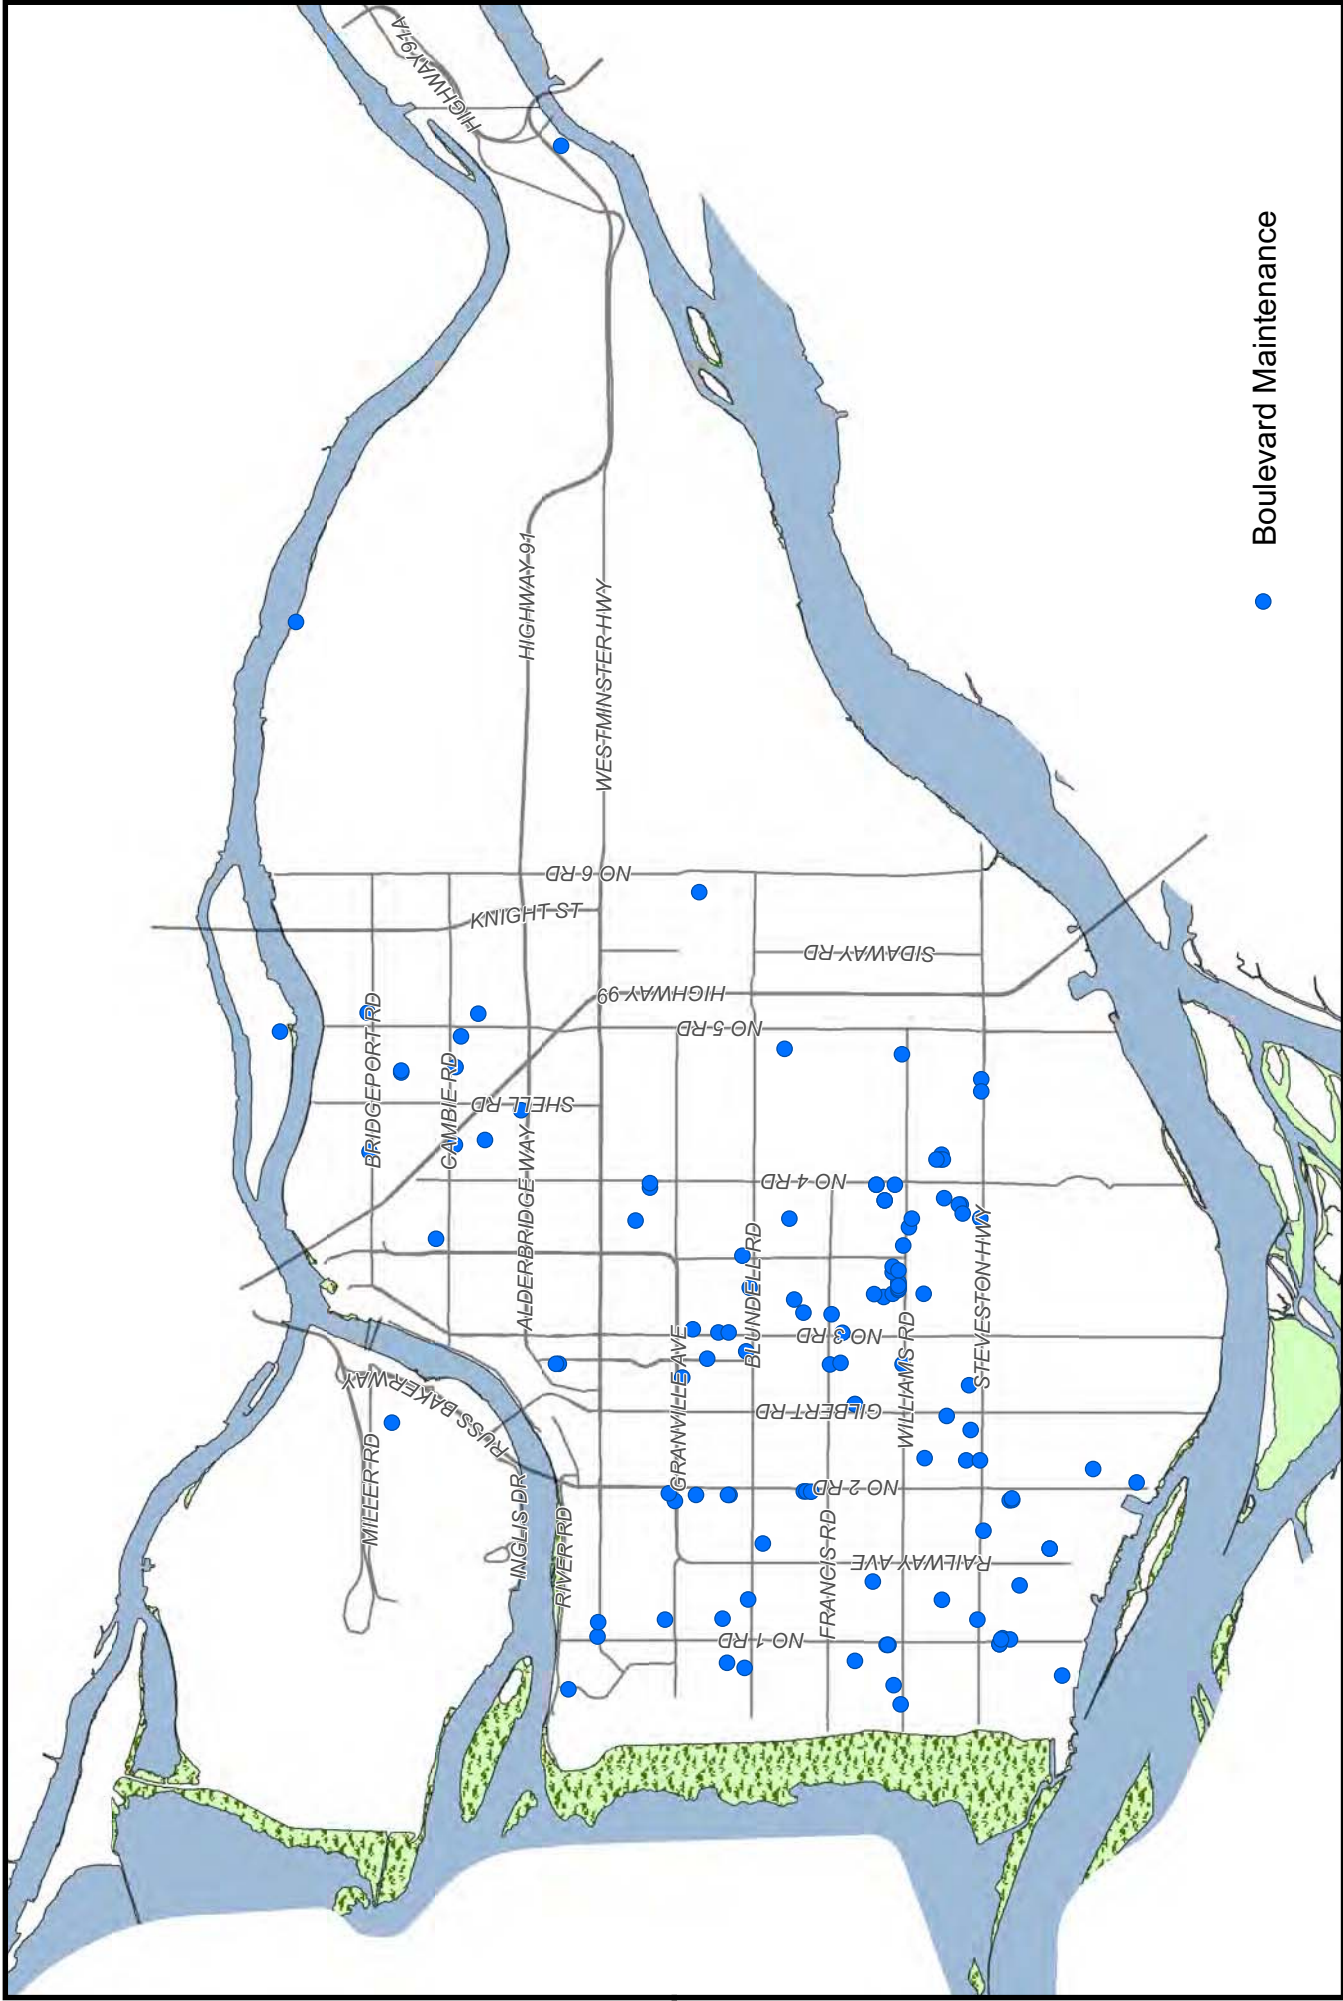 HIGHWAY 91A
HIGHWAY 91
WESTMINSTER HWY
NO 6 RD
KNIGHT ST
SIDAWAY RD
HIGHWAY 99
NO 5 RD
BRIDGEPORT RD
CAMBIE RD
SHELL RD
ALDERBRIDGE WAY
NO 4 RD
BLUNDELL RD
STEVESTON HWY
NO 3 RD
WILLIAMS RD
GRANVILLE AVE
GILBERT RD
RUSS BAKERWAY
MILLER RD
INGLIS DR
RIVER RD
NO 2 RD
FRANCIS RD
RAILWAY AVE
NO 1 RD
Boulevard Maintenance